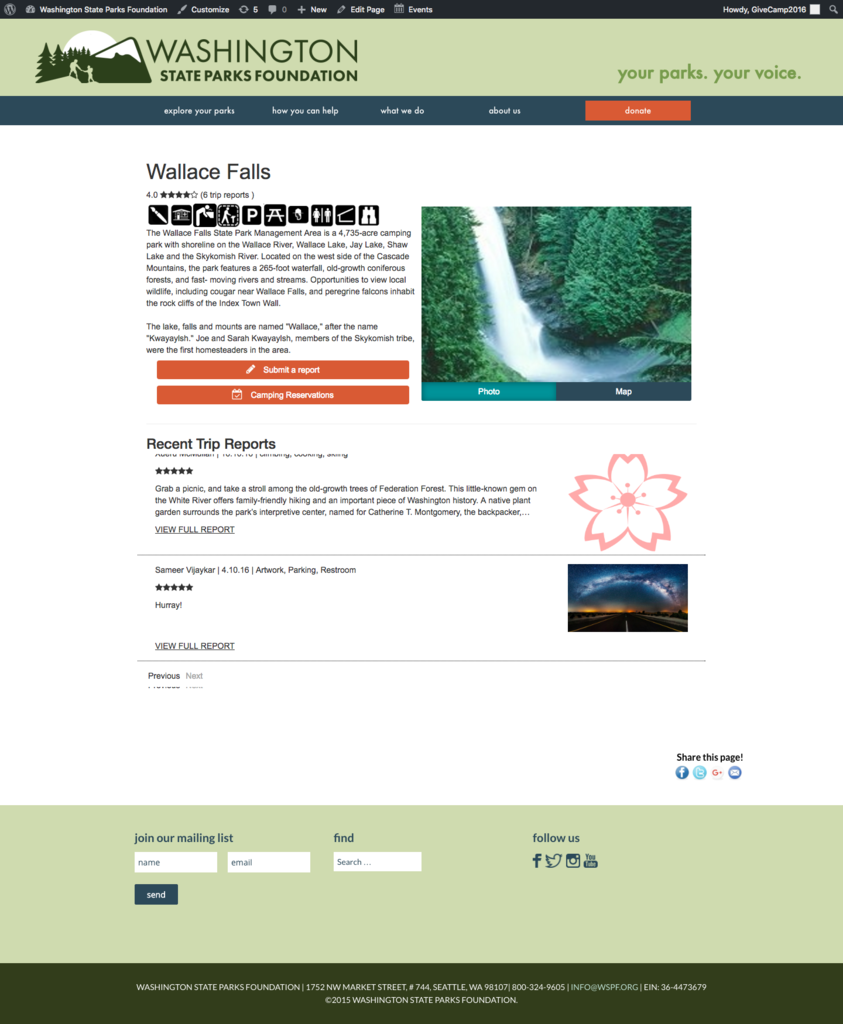 Washington State Parks Foundation Customize 5 0 New Edit Page Events Howdy, GiveCamp2016
WASHINGTON
STATE PARKS FOUNDATION
your parks. your voice.
explore your parks how you can help what we do about us donate
Wallace Falls
4.0 ★★★★☆ (6 trip reports )
P
The Wallace Falls State Park Management Area is a 4,735-acre camping
park with shoreline on the Wallace River, Wallace Lake, Jay Lake, Shaw
Lake and the Skykomish River. Located on the west side of the Cascade
Mountains, the park features a 265-foot waterfall, old-growth coniferous
forests, and fast- moving rivers and streams. Opportunities to view local
wildlife, including cougar near Wallace Falls, and peregrine falcons inhabit
the rock cliffs of the Index Town Wall.
The lake, falls and mounts are named "Wallace," after the name
"Kwayaylsh." Joe and Sarah Kwayaylsh, members of the Skykomish tribe,
were the first homesteaders in the area.
Submit a report
Camping Reservations
Photo Map
Recent Trip Reports
★★★★★
Grab a picnic, and take a stroll among the old-growth trees of Federation Forest. This little-known gem on
the White River offers family-friendly hiking and an important piece of Washington history. A native plant
garden surrounds the park's interpretive center, named for Catherine T. Montgomery, the backpacker,...
VIEW FULL REPORT
Sameer Vijaykar | 4.10.16 | Artwork, Parking, Restroom
★★★★★
Hurray!
VIEW FULL REPORT
Previous Next
Share this page!
join our mailing list find follow us
name email Search …
You Tube
send
WASHINGTON STATE PARKS FOUNDATION | 1752 NW MARKET STREET, # 744, SEATTLE, WA 98107| 800-324-9605 | INFO@WSPF.ORG | EIN: 36-4473679
©2015 WASHINGTON STATE PARKS FOUNDATION.